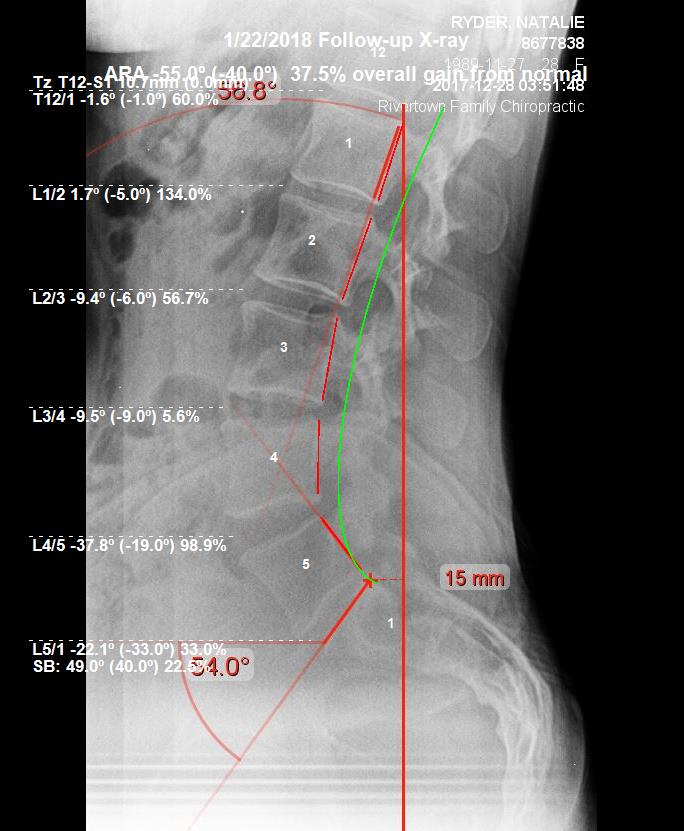 RYDER, NATALIE
1/22/2018 Follow-up X-ray
8677838
12
1989-11-27 28 F
ARA -55.0° (-40.0°) 37.5% overall gain from normal
Tz T12-S1 10.7mm (0.0mm)
2017-12-28 03:51:48
T12/1 -1.6° (-1.0°) 60.0%
Rivertown Family Chiropractic
1
L1/2 1.7° (-5.0°) 134.0%
2
L2/3 -9.4° (-6.0°) 56.7%
3
L3/4 -9.5° (-9.0°) 5.6%
4
L4/5 -37.8° (-19.0°) 98.9%
5
15 mm
1
L5/1 -22.1° (-33.0°) 33.0%
SB: 49.0° (40.0°) 22.5%
54.0°